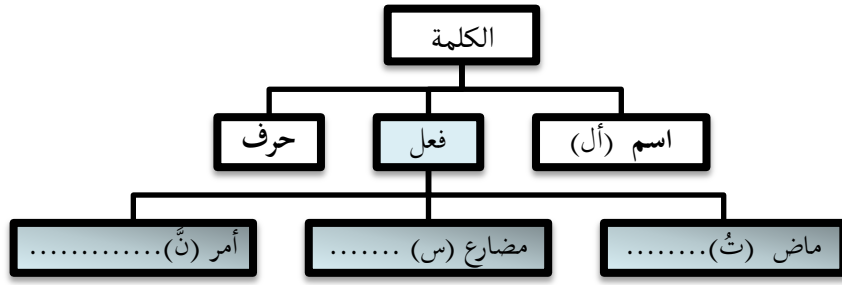 الكلمة
اسم (أل)
فعل
حرف
ماض (تُ)........
مضارع (س) .......
أمر (نَّ).............